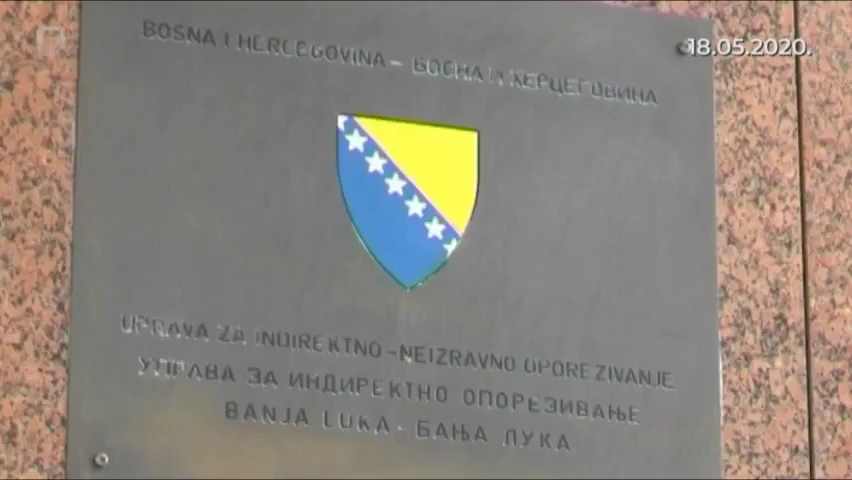 18.05.2020.
BOSNA I HERCEGOVINA - БОСНА И ХЕРЦЕГОВИНА
UPRAVA ZA INDIREKTNO-NEIZRAVNO OPOREZIVANJE
УПРАВА ЗА ИНДИРЕКТНО ОПОРЕЗИВАЊЕ
BANJA LUKA - БАЊА ЛУКА